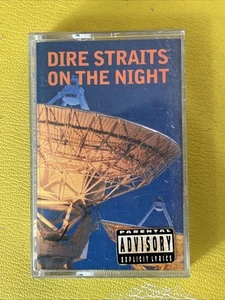 DIRE STRAITS
ON THE NIGHT
PARENTAL
ADVISORY
EXPLICIT LYRICS